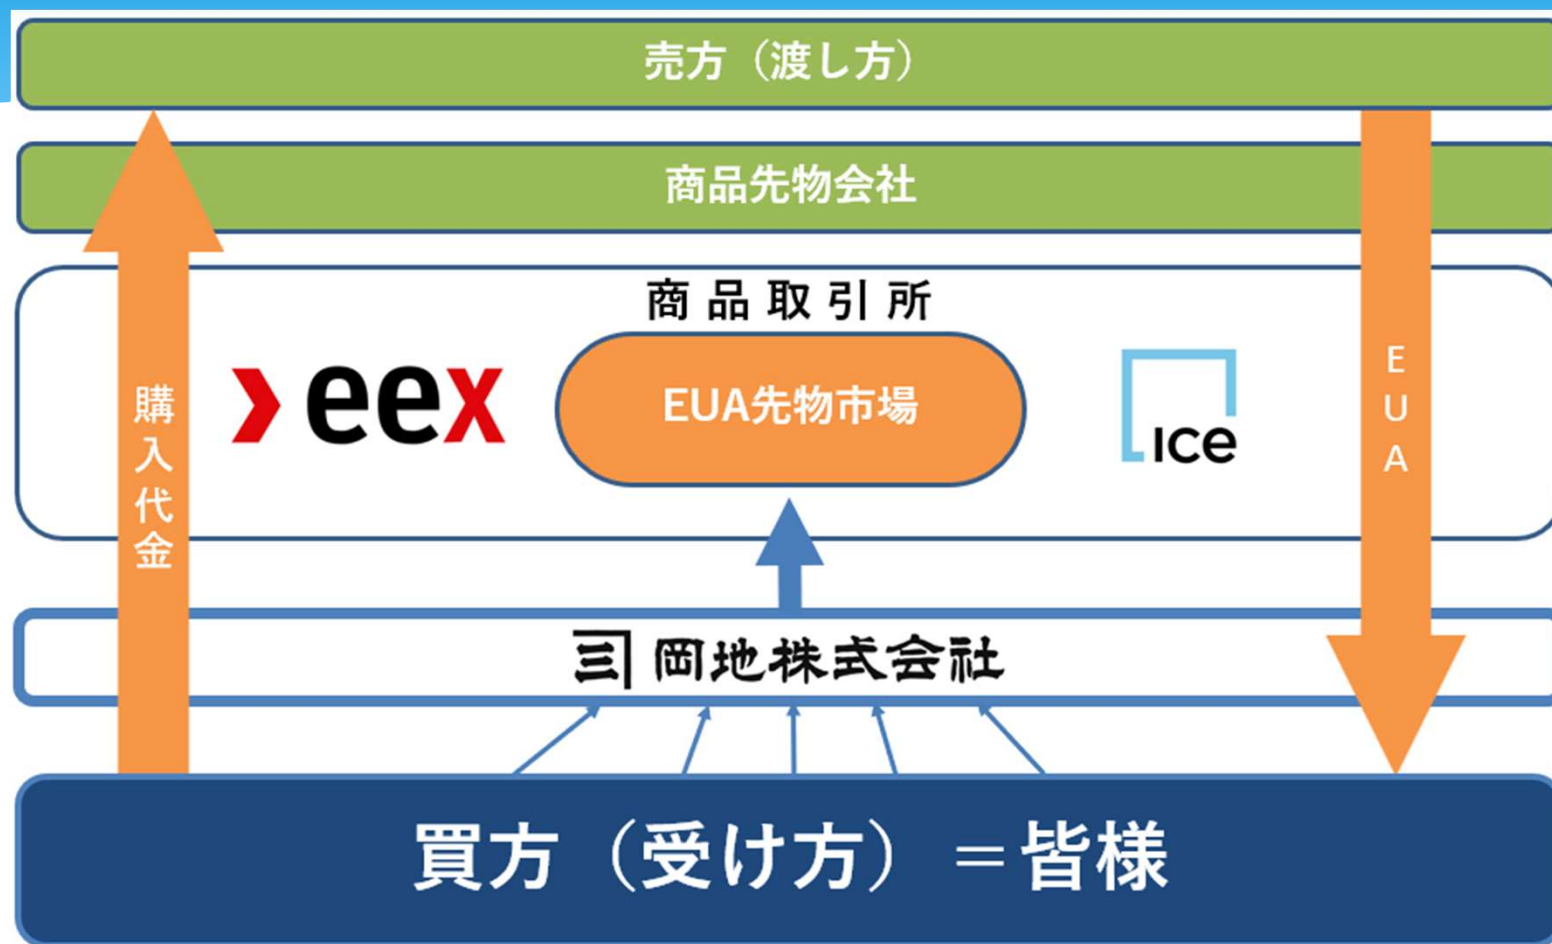 売方（渡し方）
商品先物会社
商品取引所
eex
EUA先物市場
ice
購入代金
EUA
岡地株式会社
買方（受け方）＝皆様